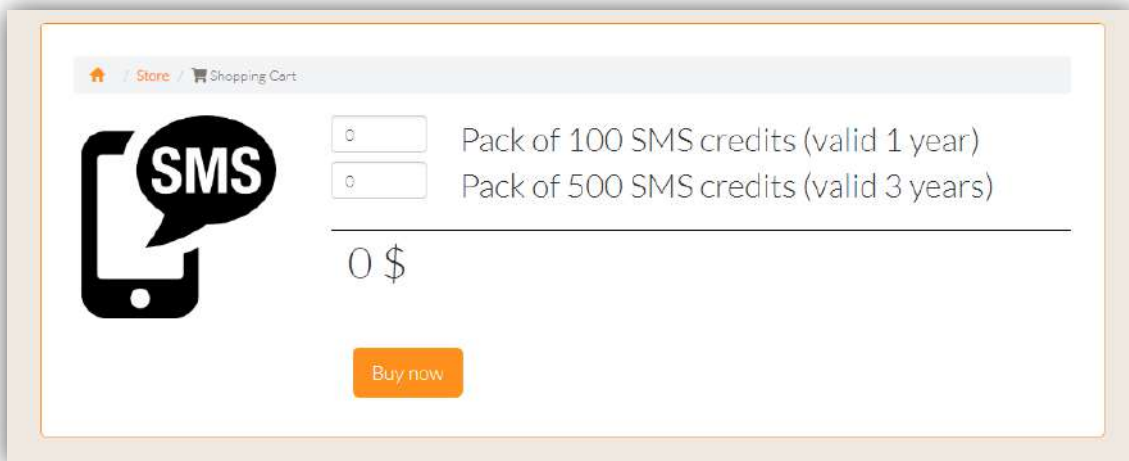 / Store / Shopping Cart
SMS
0 Pack of 100 SMS credits (valid 1 year)
0 Pack of 500 SMS credits (valid 3 years)
0 $
Buy now